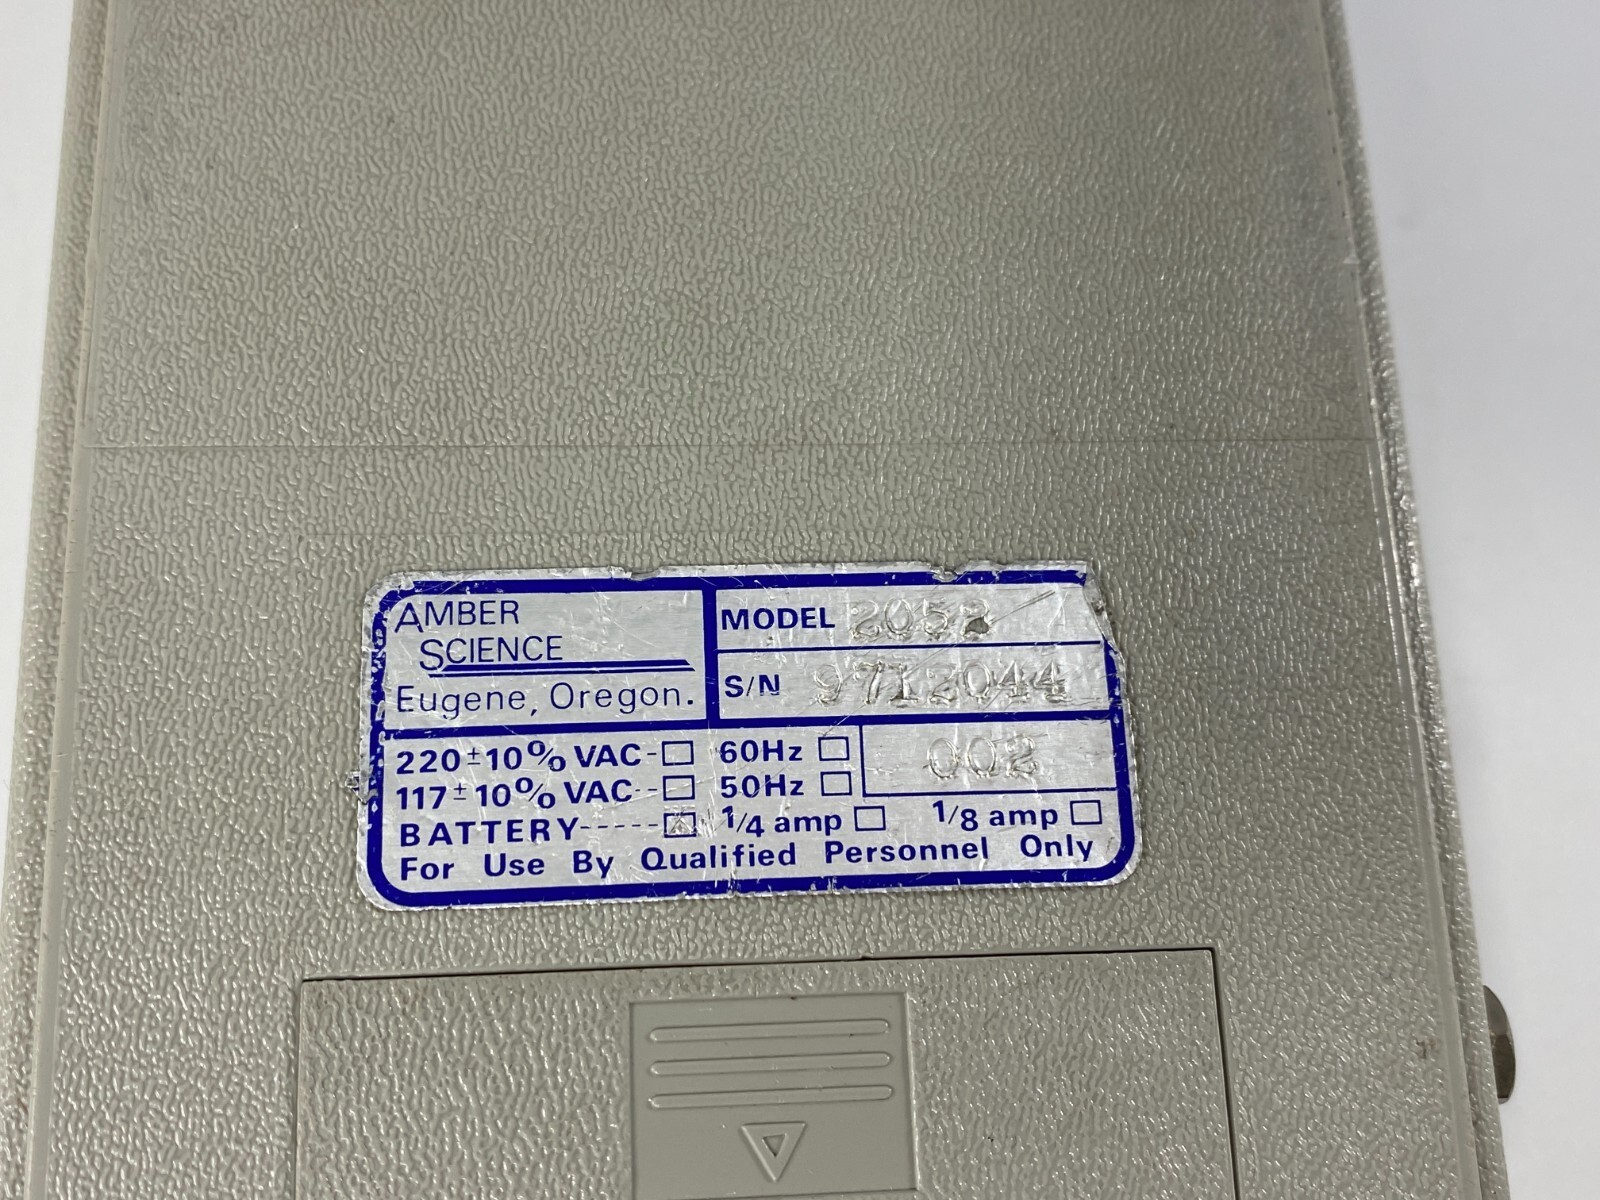 AMBER
SCIENCE
Eugene, Oregon.
MODEL 2052
S/N 9712044
220±10% VAC-□ 60Hz □ 002
117±10% VAC--□ 50Hz □
BATTERY-----☒ 1/4 amp □ 1/8 amp □
For Use By Qualified Personnel Only